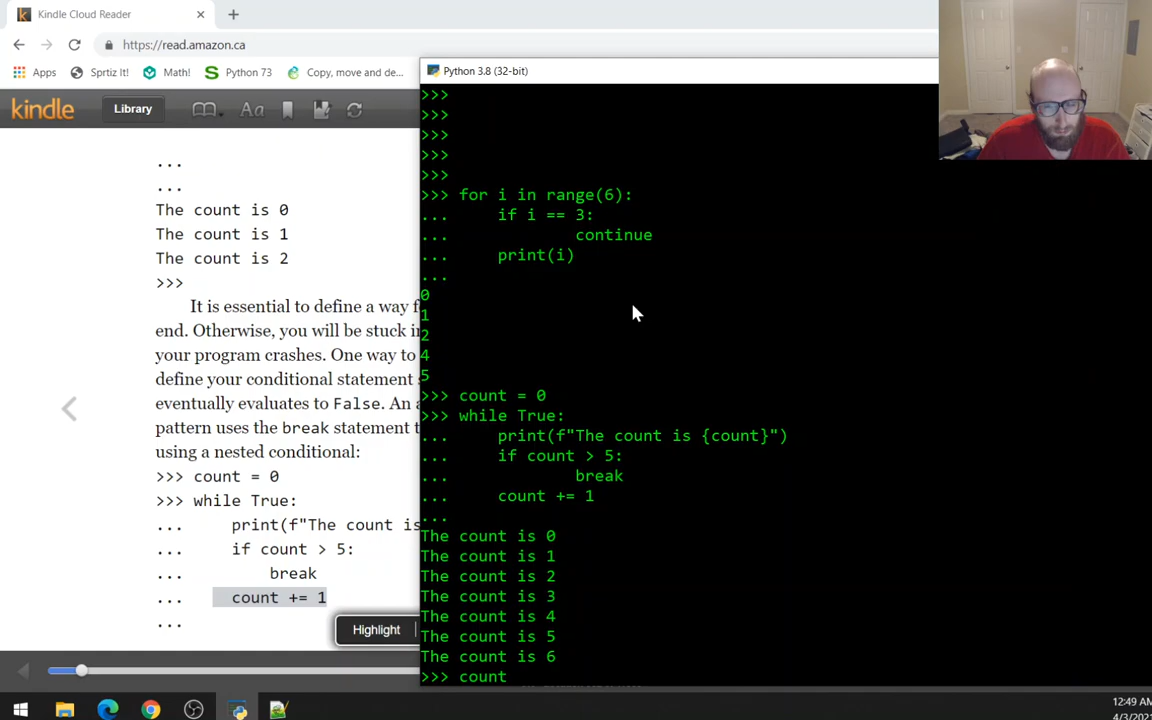 Kindle Cloud Reader
https://read.amazon.ca
Apps Sprtiz It! Math! Python 73 Copy, move and de...
kindle Library Aa
...
...
The count is 0
The count is 1
The count is 2
>>>
It is essential to define a way f
end. Otherwise, you will be stuck i
your program crashes. One way to
define your conditional statement
eventually evaluates to False. An
pattern uses the break statement t
using a nested conditional:
>>> count = 0
>>> while True:
... print(f"The count is
... if count > 5:
... break
... count += 1
...
Highlight
Python 3.8 (32-bit)
>>>
>>>
>>>
>>>
>>>
>>> for i in range(6):
... if i == 3:
... continue
... print(i)
...
0
1
2
4
5
>>> count = 0
>>> while True:
... print(f"The count is {count}")
... if count > 5:
... break
... count += 1
...
The count is 0
The count is 1
The count is 2
The count is 3
The count is 4
The count is 5
The count is 6
>>> count
12:49 AM